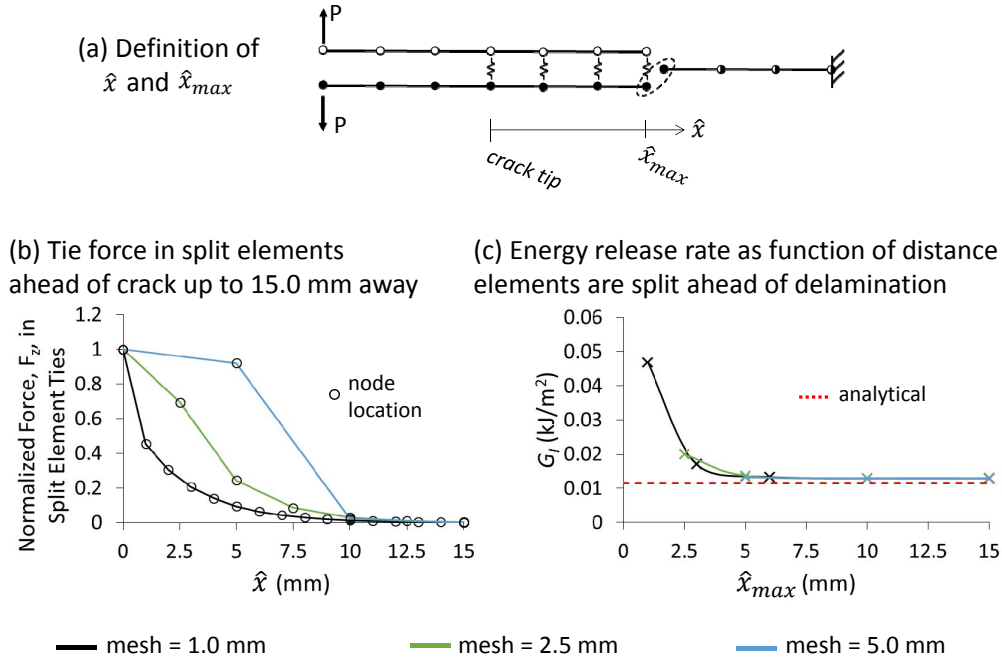 (a) Definition of
x̂ and x̂max
P
P
x̂
crack tip
x̂max
(b) Tie force in split elements
ahead of crack up to 15.0 mm away
Normalized Force, Fz, in
Split Element Ties
1.2
1
0.8
0.6
0.4
0.2
0
0 2.5 5 7.5 10 12.5 15
x̂ (mm)
node
location
(c) Energy release rate as function of distance
elements are split ahead of delamination
GI (kJ/m²)
0.06
0.05
0.04
0.03
0.02
0.01
0
0 2.5 5 7.5 10 12.5 15
x̂max (mm)
analytical
mesh = 1.0 mm
mesh = 2.5 mm
mesh = 5.0 mm